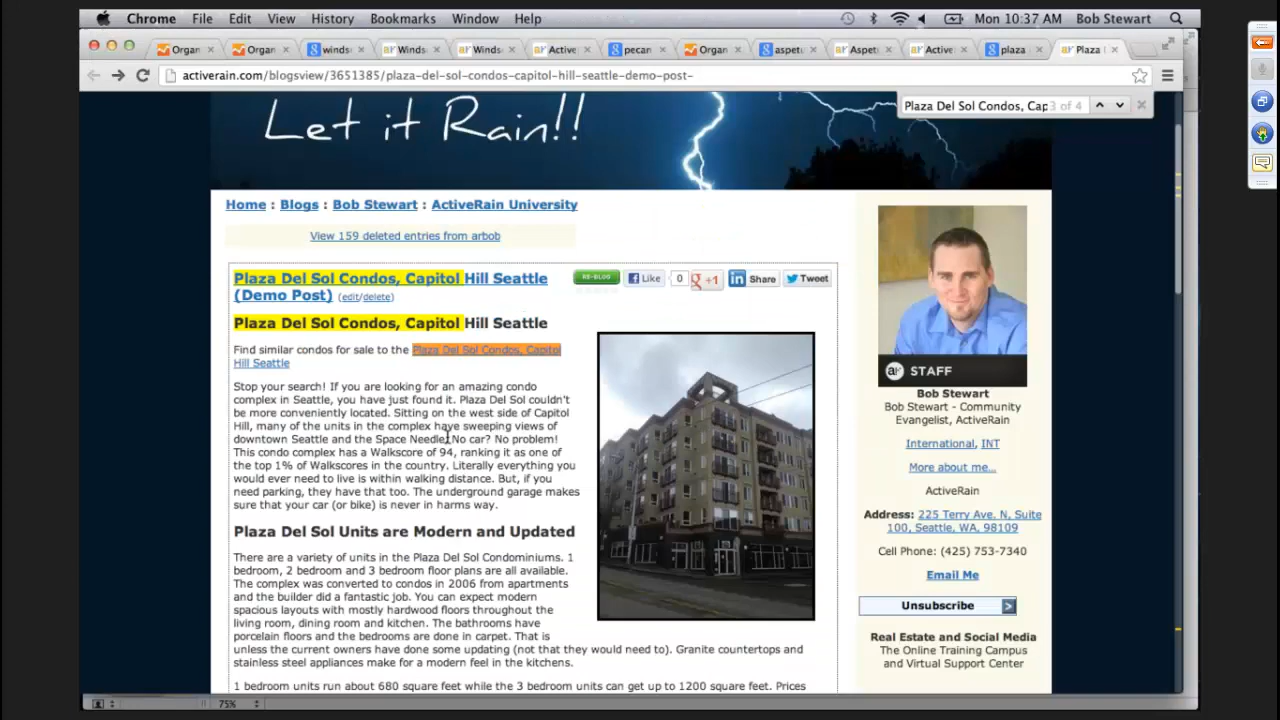 Chrome File Edit View History Bookmarks Window Help Mon 10:37 AM Bob Stewart
Organ Organ winds Winds Winds Active pecan Organ aspetu Aspet Active plaza Plaza
activerain.com/blogsview/3651385/plaza-del-sol-condos-capitol-hill-seattle-demo-post-
Plaza Del Sol Condos, Cap 3 of 4
Let it Rain!!
Home : Blogs : Bob Stewart : ActiveRain University
View 159 deleted entries from arbob
Plaza Del Sol Condos, Capitol Hill Seattle
(Demo Post) (edit/delete)
RE-BLOG Like 0 +1 Share Tweet
Plaza Del Sol Condos, Capitol Hill Seattle
Find similar condos for sale to the Plaza Del Sol Condos, Capitol
Hill Seattle
Stop your search! If you are looking for an amazing condo
complex in Seattle, you have just found it. Plaza Del Sol couldn't
be more conveniently located. Sitting on the west side of Capitol
Hill, many of the units in the complex have sweeping views of
downtown Seattle and the Space Needle. No car? No problem!
This condo complex has a Walkscore of 94, ranking it as one of
the top 1% of Walkscores in the country. Literally everything you
would ever need to live is within walking distance. But, if you
need parking, they have that too. The underground garage makes
sure that your car (or bike) is never in harms way.
Plaza Del Sol Units are Modern and Updated
There are a variety of units in the Plaza Del Sol Condominiums. 1
bedroom, 2 bedroom and 3 bedroom floor plans are all available.
The complex was converted to condos in 2006 from apartments
and the builder did a fantastic job. You can expect modern
spacious layouts with mostly hardwood floors throughout the
living room, dining room and kitchen. The bathrooms have
porcelain floors and the bedrooms are done in carpet. That is
unless the current owners have done some updating (not that they would need to). Granite countertops and
stainless steel appliances make for a modern feel in the kitchens.
1 bedroom units run about 680 square feet while the 3 bedroom units can get up to 1200 square feet. Prices
ar STAFF
Bob Stewart
Bob Stewart - Community
Evangelist, ActiveRain
International, INT
More about me...
ActiveRain
Address: 225 Terry Ave. N, Suite
100, Seattle, WA, 98109
Cell Phone: (425) 753-7340
Email Me
Unsubscribe
Real Estate and Social Media
The Online Training Campus
and Virtual Support Center
75%